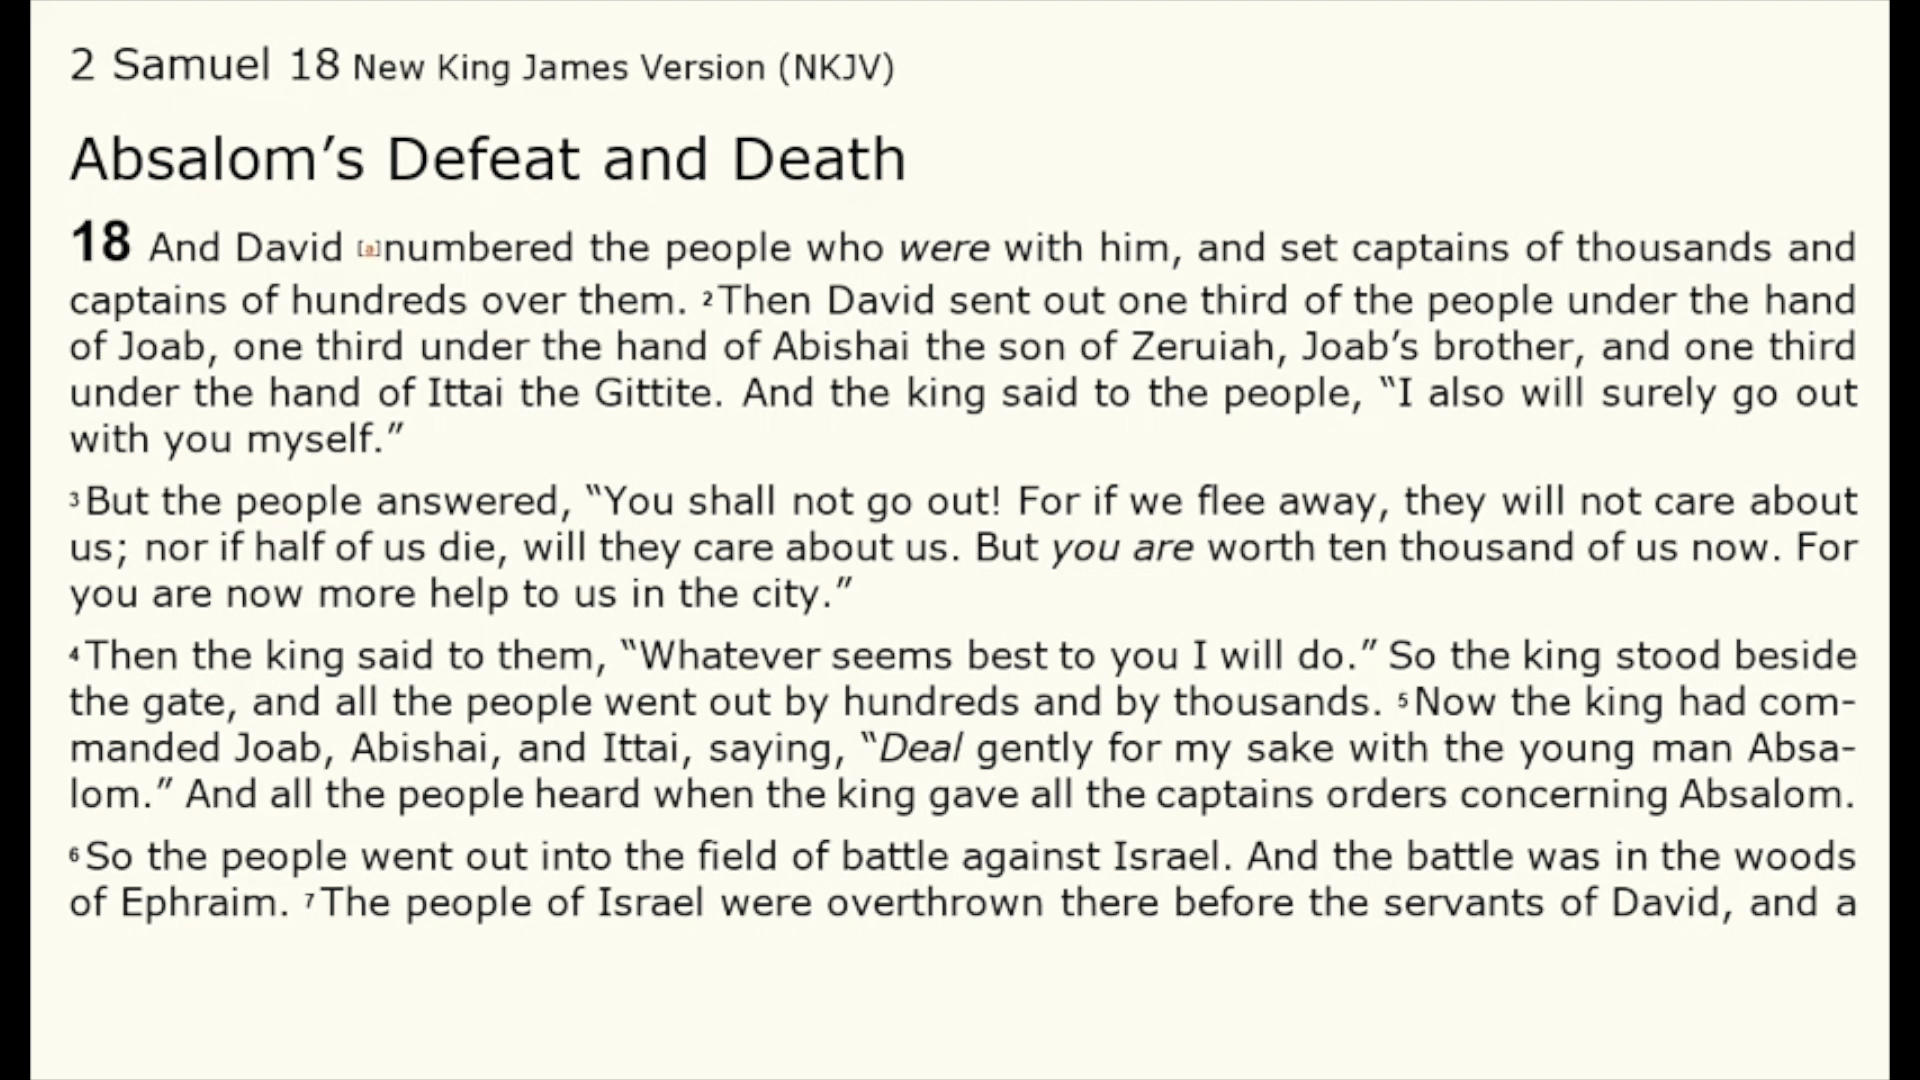 2 Samuel 18 New King James Version (NKJV)
Absalom’s Defeat and Death
18 And David [a]numbered the people who were with him, and set captains of thousands and
captains of hundreds over them. 2 Then David sent out one third of the people under the hand
of Joab, one third under the hand of Abishai the son of Zeruiah, Joab’s brother, and one third
under the hand of Ittai the Gittite. And the king said to the people, “I also will surely go out
with you myself.”
3 But the people answered, “You shall not go out! For if we flee away, they will not care about
us; nor if half of us die, will they care about us. But you are worth ten thousand of us now. For
you are now more help to us in the city.”
4 Then the king said to them, “Whatever seems best to you I will do.” So the king stood beside
the gate, and all the people went out by hundreds and by thousands. 5 Now the king had com-
manded Joab, Abishai, and Ittai, saying, “Deal gently for my sake with the young man Absa-
lom.” And all the people heard when the king gave all the captains orders concerning Absalom.
6 So the people went out into the field of battle against Israel. And the battle was in the woods
of Ephraim. 7 The people of Israel were overthrown there before the servants of David, and a